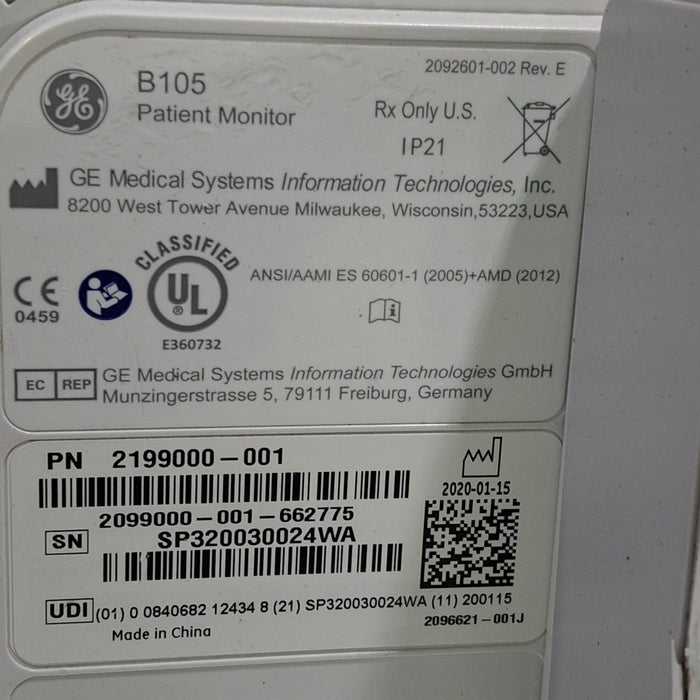 2092601-002 Rev. E
GE
B105
Patient Monitor
Rx Only U.S.
IP21
GE Medical Systems Information Technologies, Inc.
8200 West Tower Avenue Milwaukee, Wisconsin,53223,USA
CLASSIFIED
UL
®
E360732
CE
0459
ANSI/AAMI ES 60601-1 (2005)+AMD (2012)
i
EC REP
GE Medical Systems Information Technologies GmbH
Munzingerstrasse 5, 79111 Freiburg, Germany
PN 2199000-001
2020-01-15
2099000-001-662775
SN SP320030024WA
UDI (01) 0 0840682 12434 8 (21) SP320030024WA (11) 200115
2096621-001J
Made in China